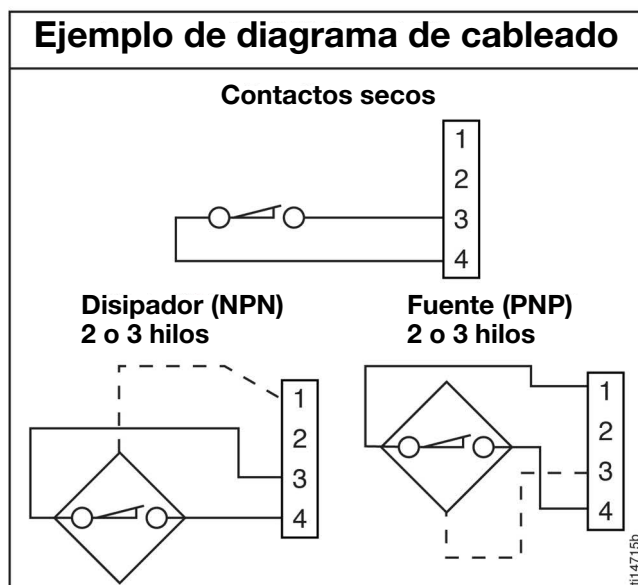 Ejemplo de diagrama de cableado
Contactos secos
1
2
3
4
Disipador (NPN)
2 o 3 hilos
1
2
3
4
Fuente (PNP)
2 o 3 hilos
1
2
3
4
ti14715b